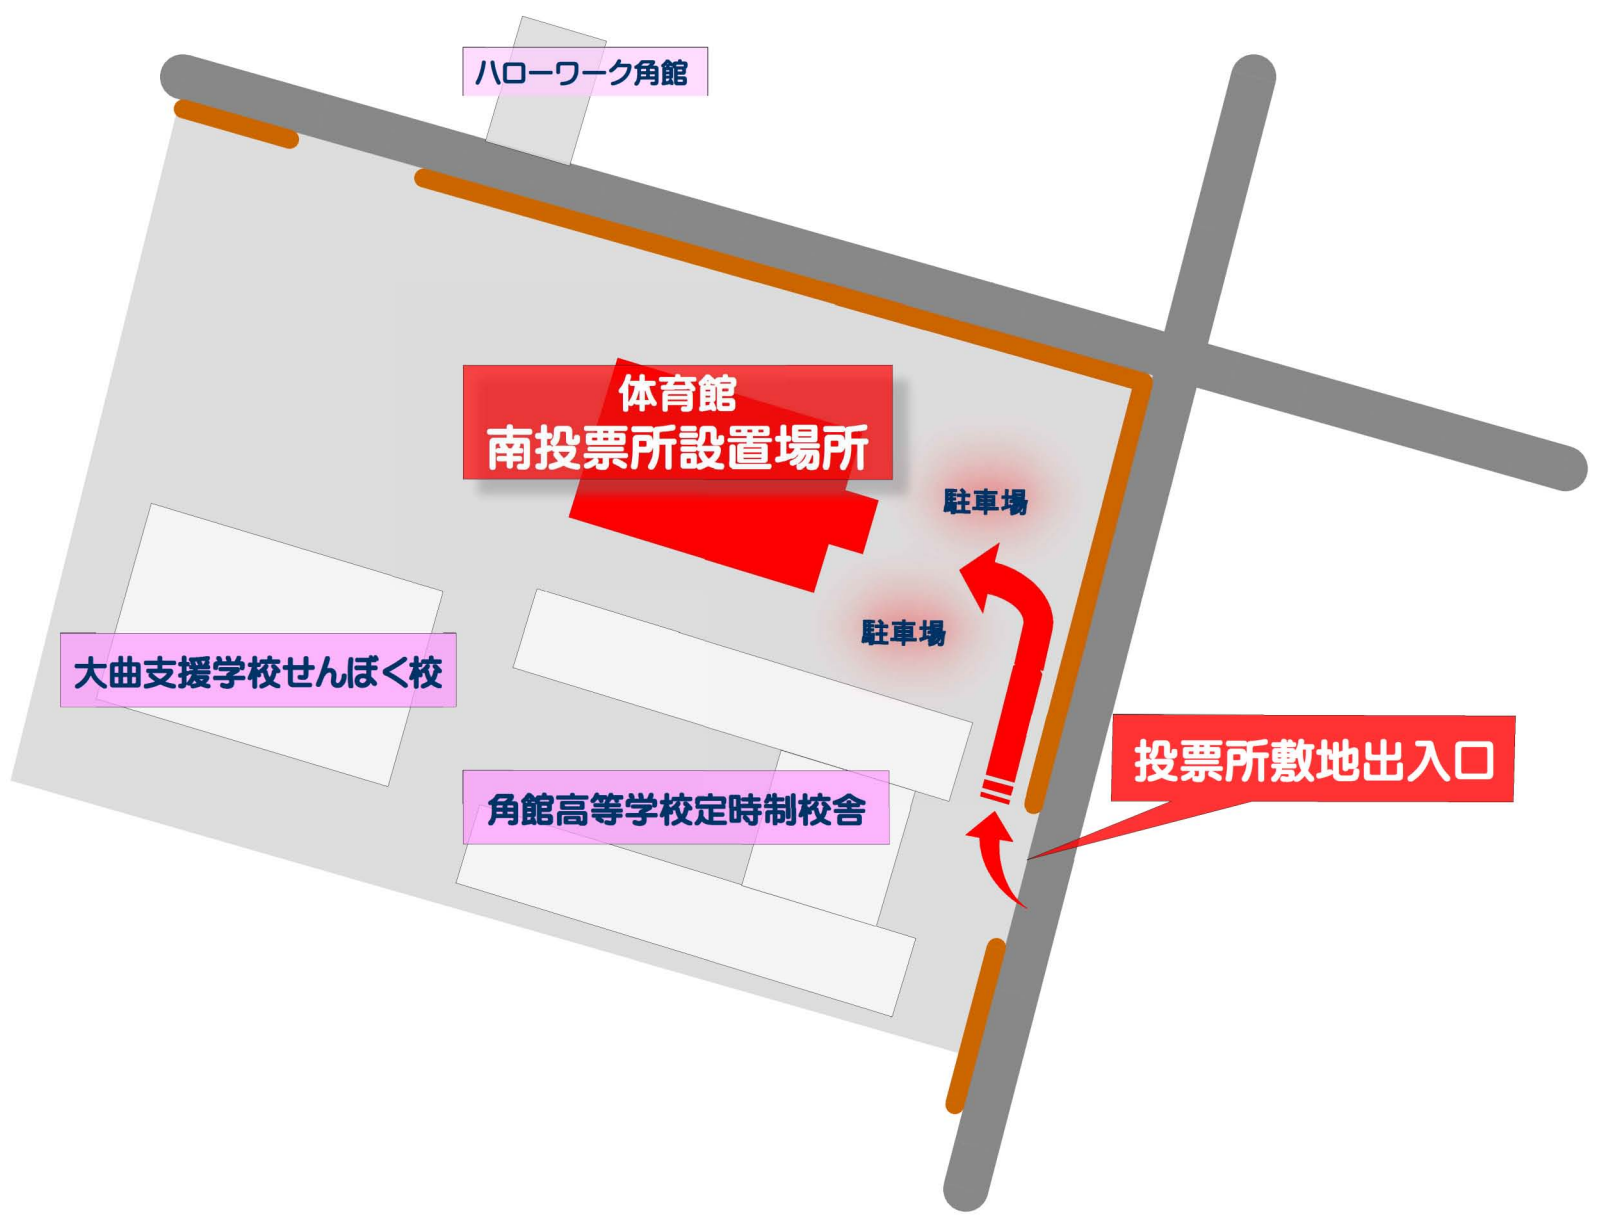 ハローワーク角館
体育館
南投票所設置場所
駐車場
駐車場
大曲支援学校せんぼく校
投票所敷地出入口
角館高等学校定時制校舎